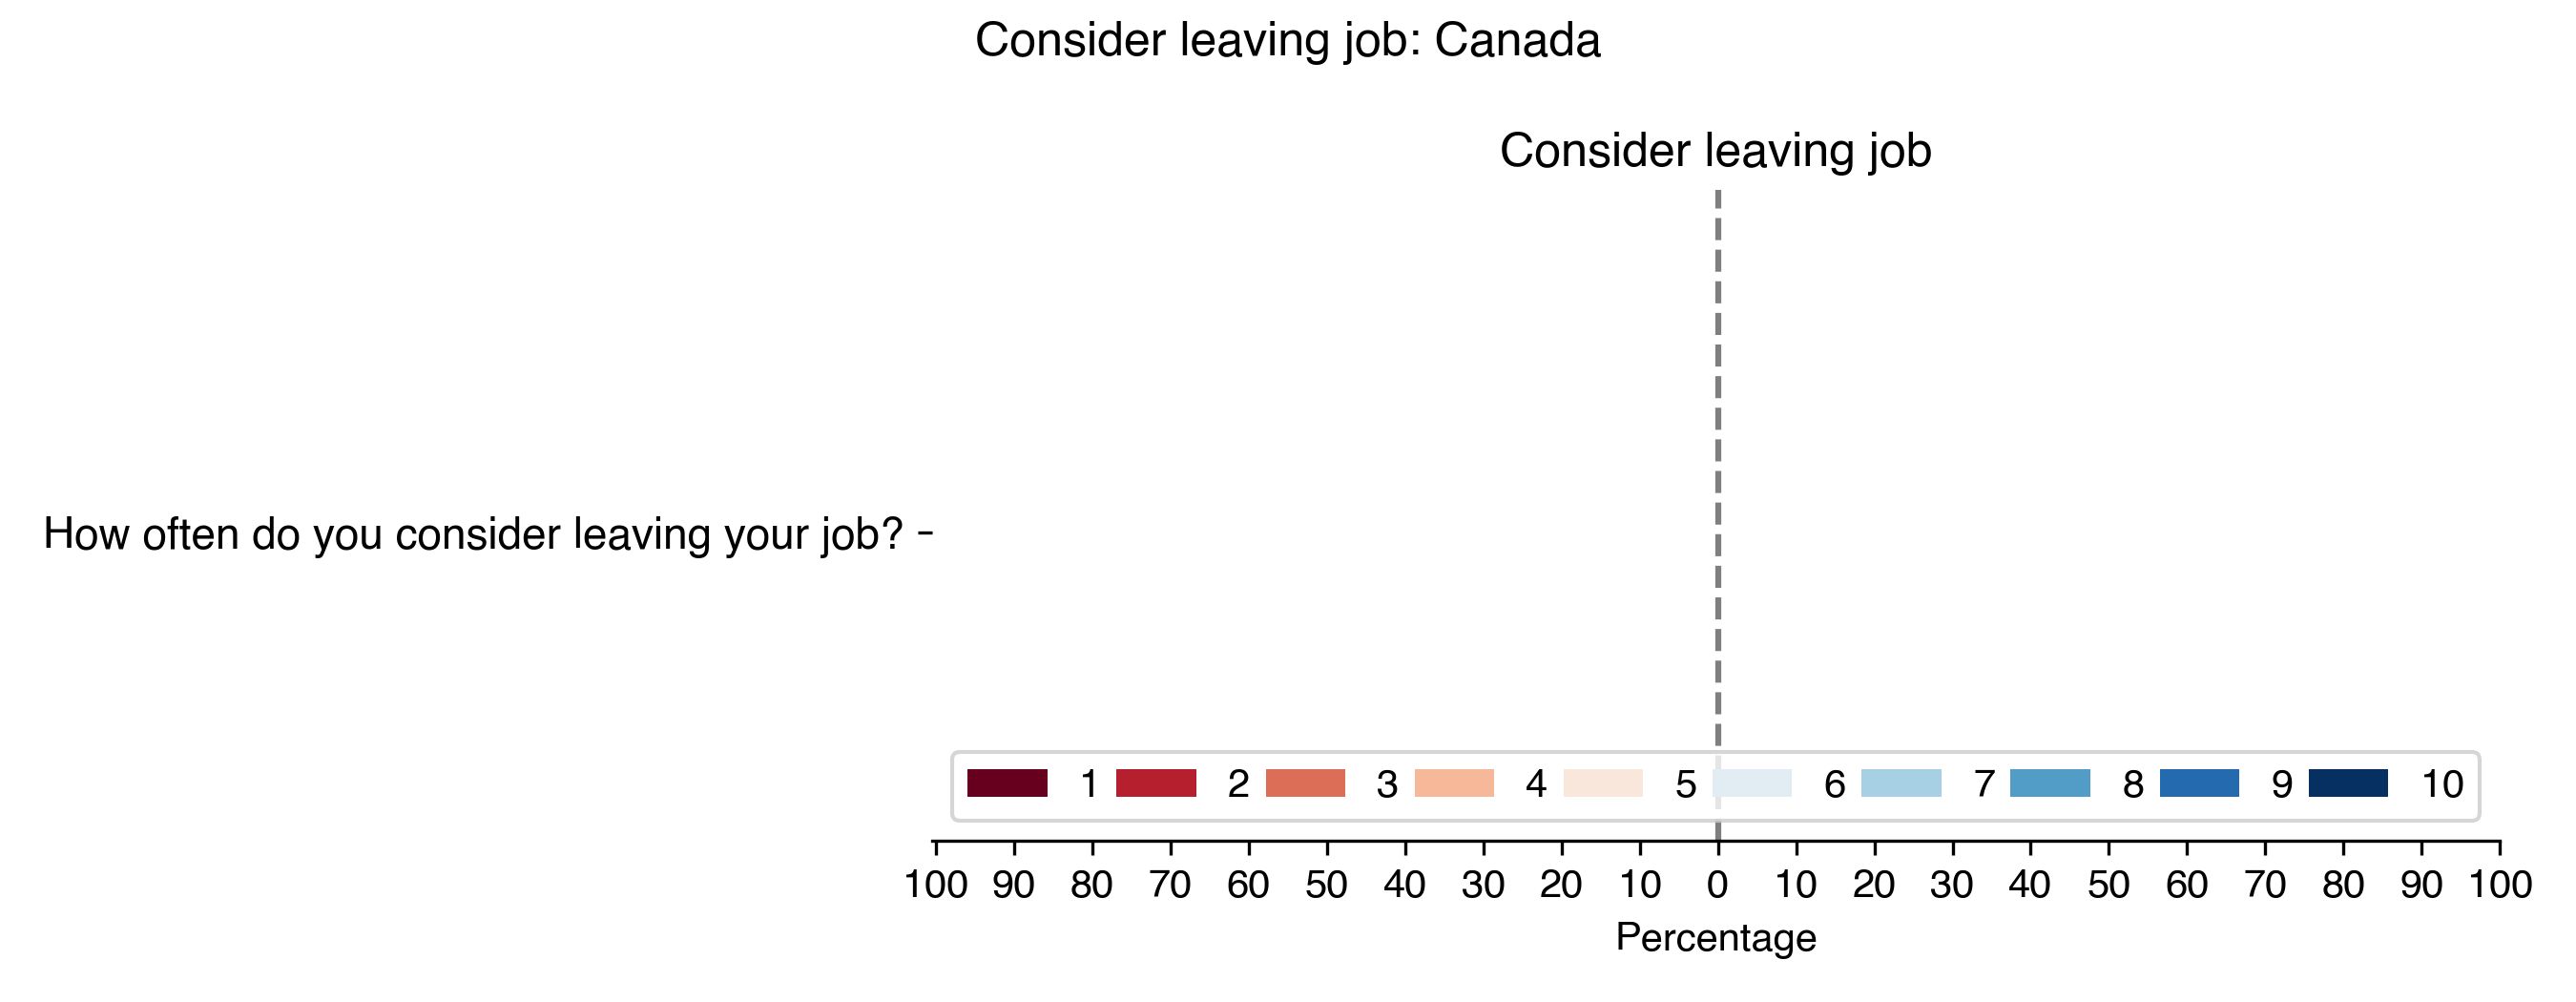 Consider leaving job: Canada
Consider leaving job
How often do you consider leaving your job?
1 2 3 4 5 6 7 8 9 10
100 90 80 70 60 50 40 30 20 10 0 10 20 30 40 50 60 70 80 90 100
Percentage